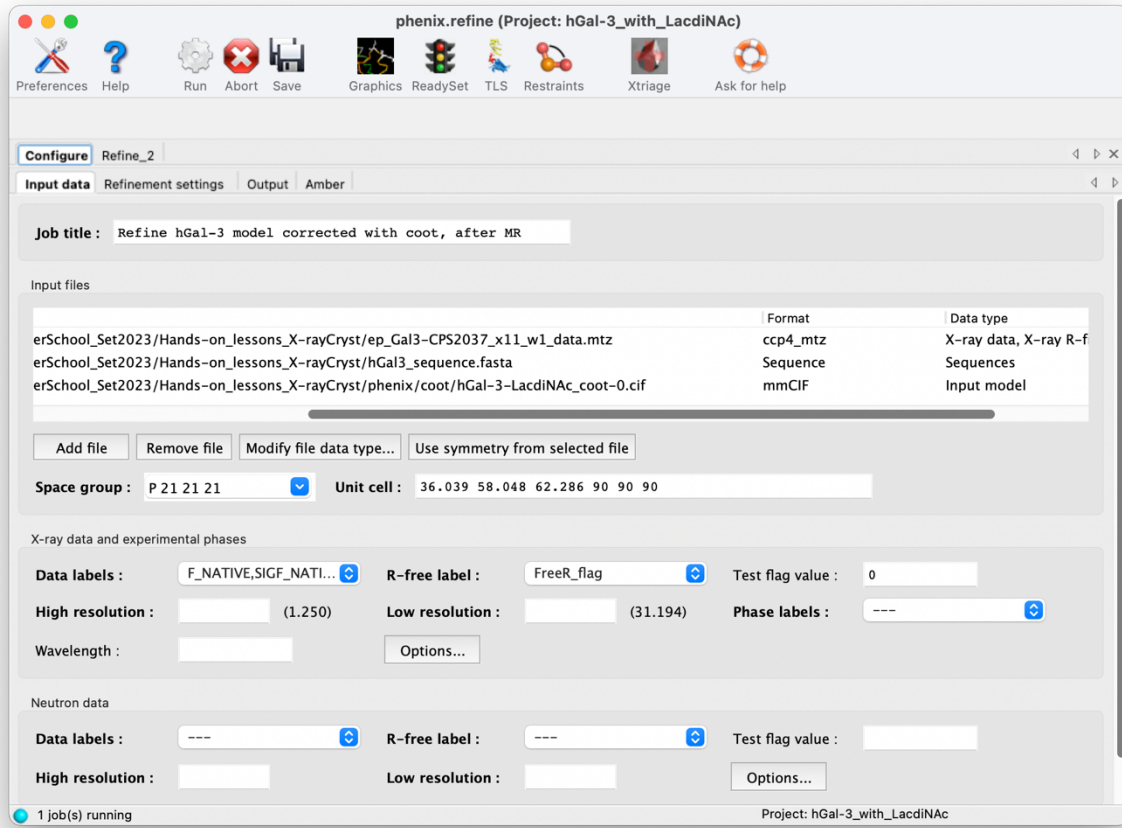 phenix.refine (Project: hGal-3_with_LacdiNAc)
Preferences Help Run Abort Save Graphics ReadySet TLS Restraints Xtriage Ask for help
Configure Refine_2
Input data Refinement settings Output Amber
Job title : Refine hGal-3 model corrected with coot, after MR
Input files
Format Data type
erSchool_Set2023/Hands-on_lessons_X-rayCryst/ep_Gal3-CPS2037_x11_w1_data.mtz ccp4_mtz X-ray data, X-ray R-f
erSchool_Set2023/Hands-on_lessons_X-rayCryst/hGal3_sequence.fasta Sequence Sequences
erSchool_Set2023/Hands-on_lessons_X-rayCryst/phenix/coot/hGal-3-LacdiNAc_coot-0.cif mmCIF Input model
Add file Remove file Modify file data type... Use symmetry from selected file
Space group : P 21 21 21 Unit cell : 36.039 58.048 62.286 90 90 90
X-ray data and experimental phases
Data labels : F_NATIVE,SIGF_NATI... R-free label : FreeR_flag Test flag value : 0
High resolution : (1.250) Low resolution : (31.194) Phase labels : ---
Wavelength : Options...
Neutron data
Data labels : --- R-free label : --- Test flag value :
High resolution : Low resolution : Options...
1 job(s) running Project: hGal-3_with_LacdiNAc